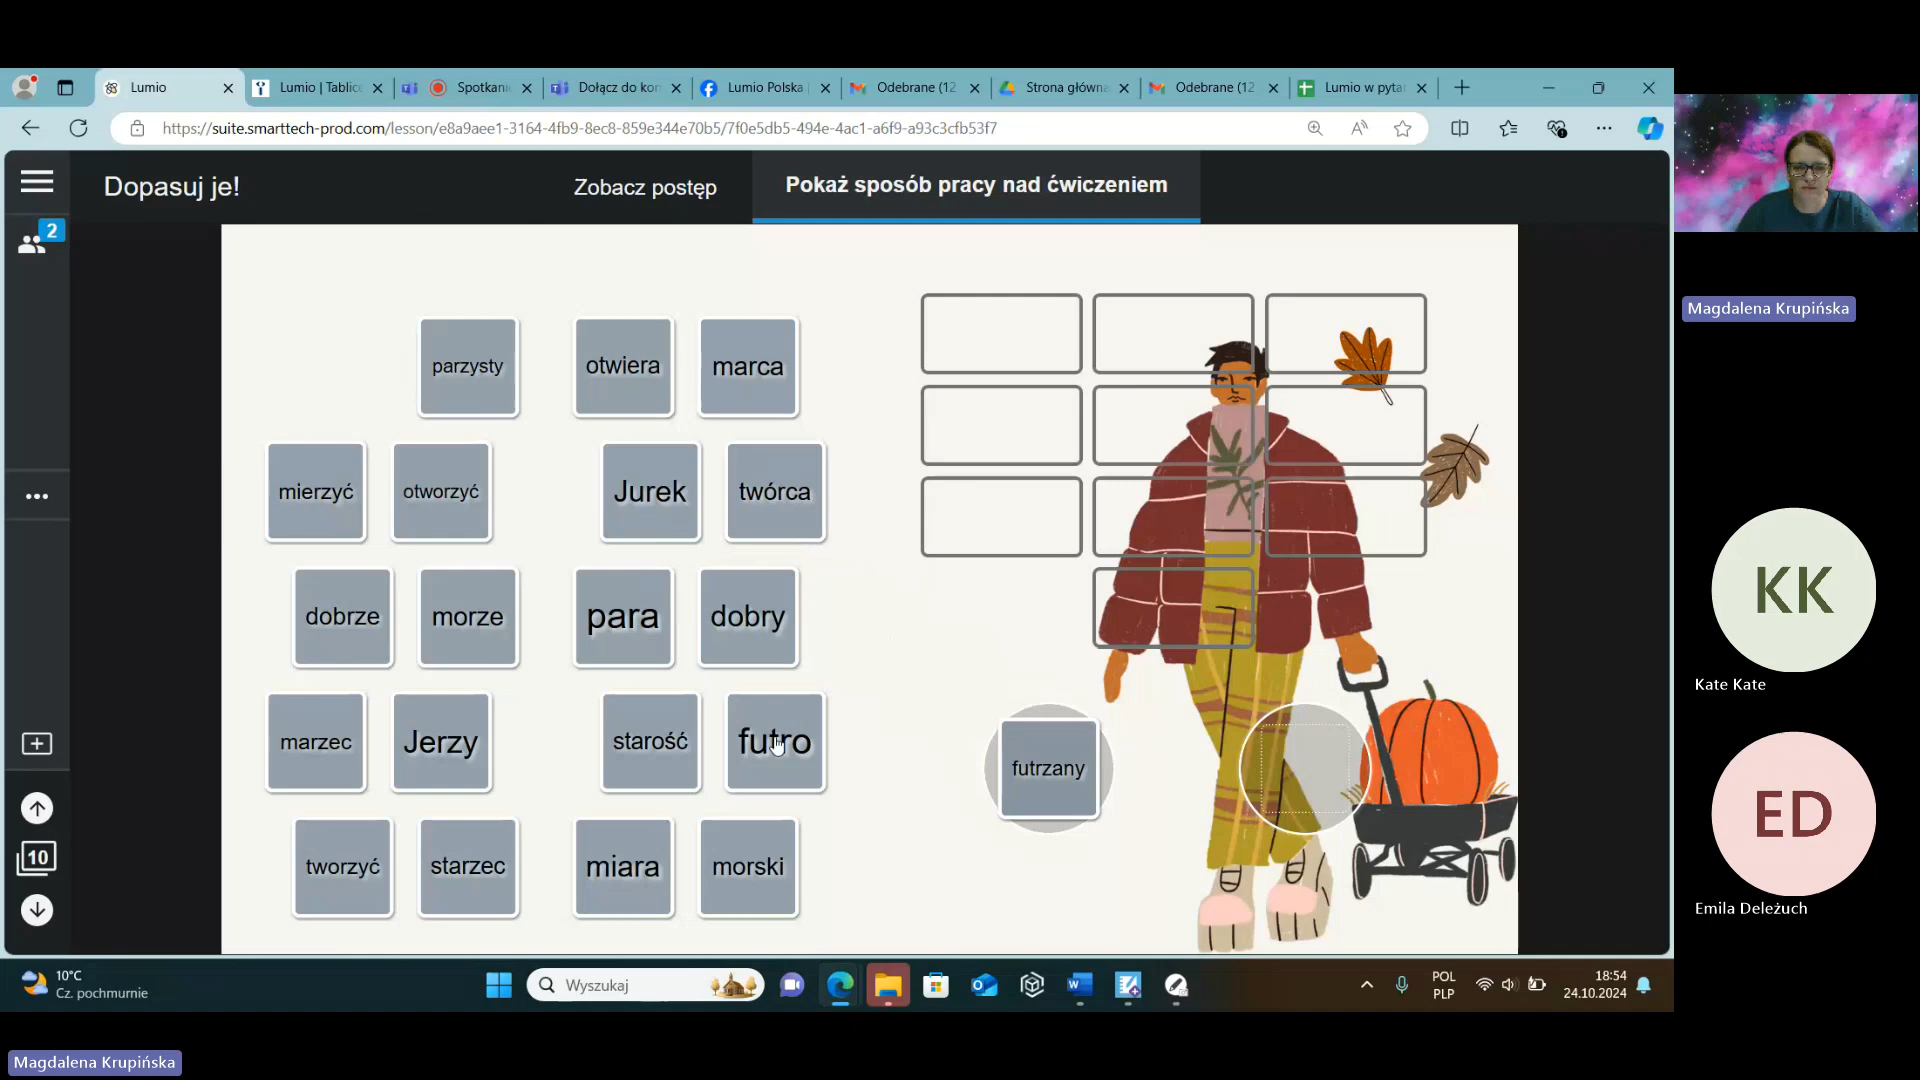 Lumio
Lumio | Tablice
Spotkani
Dołącz do kon
Lumio Polska
Odebrane (12
Strona główna
Odebrane (12
Lumio w pytan
https://suite.smarttech-prod.com/lesson/e8a9aee1-3164-4fb9-8ec8-859e344e70b5/7f0e5db5-494e-4ac1-a6f9-a93c3cfb53f7
Dopasuj je!
Zobacz postęp
Pokaż sposób pracy nad ćwiczeniem
2
parzysty
otwiera
marca
mierzyć
otworzyć
Jurek
twórca
dobrze
morze
para
dobry
marzec
Jerzy
starość
futro
futrzany
tworzyć
starzec
miara
morski
10
Magdalena Krupińska
KK
Kate Kate
ED
Emila Deleżuch
10°C
Cz. pochmurnie
Wyszukaj
POL
PLP
18:54
24.10.2024
Magdalena Krupińska